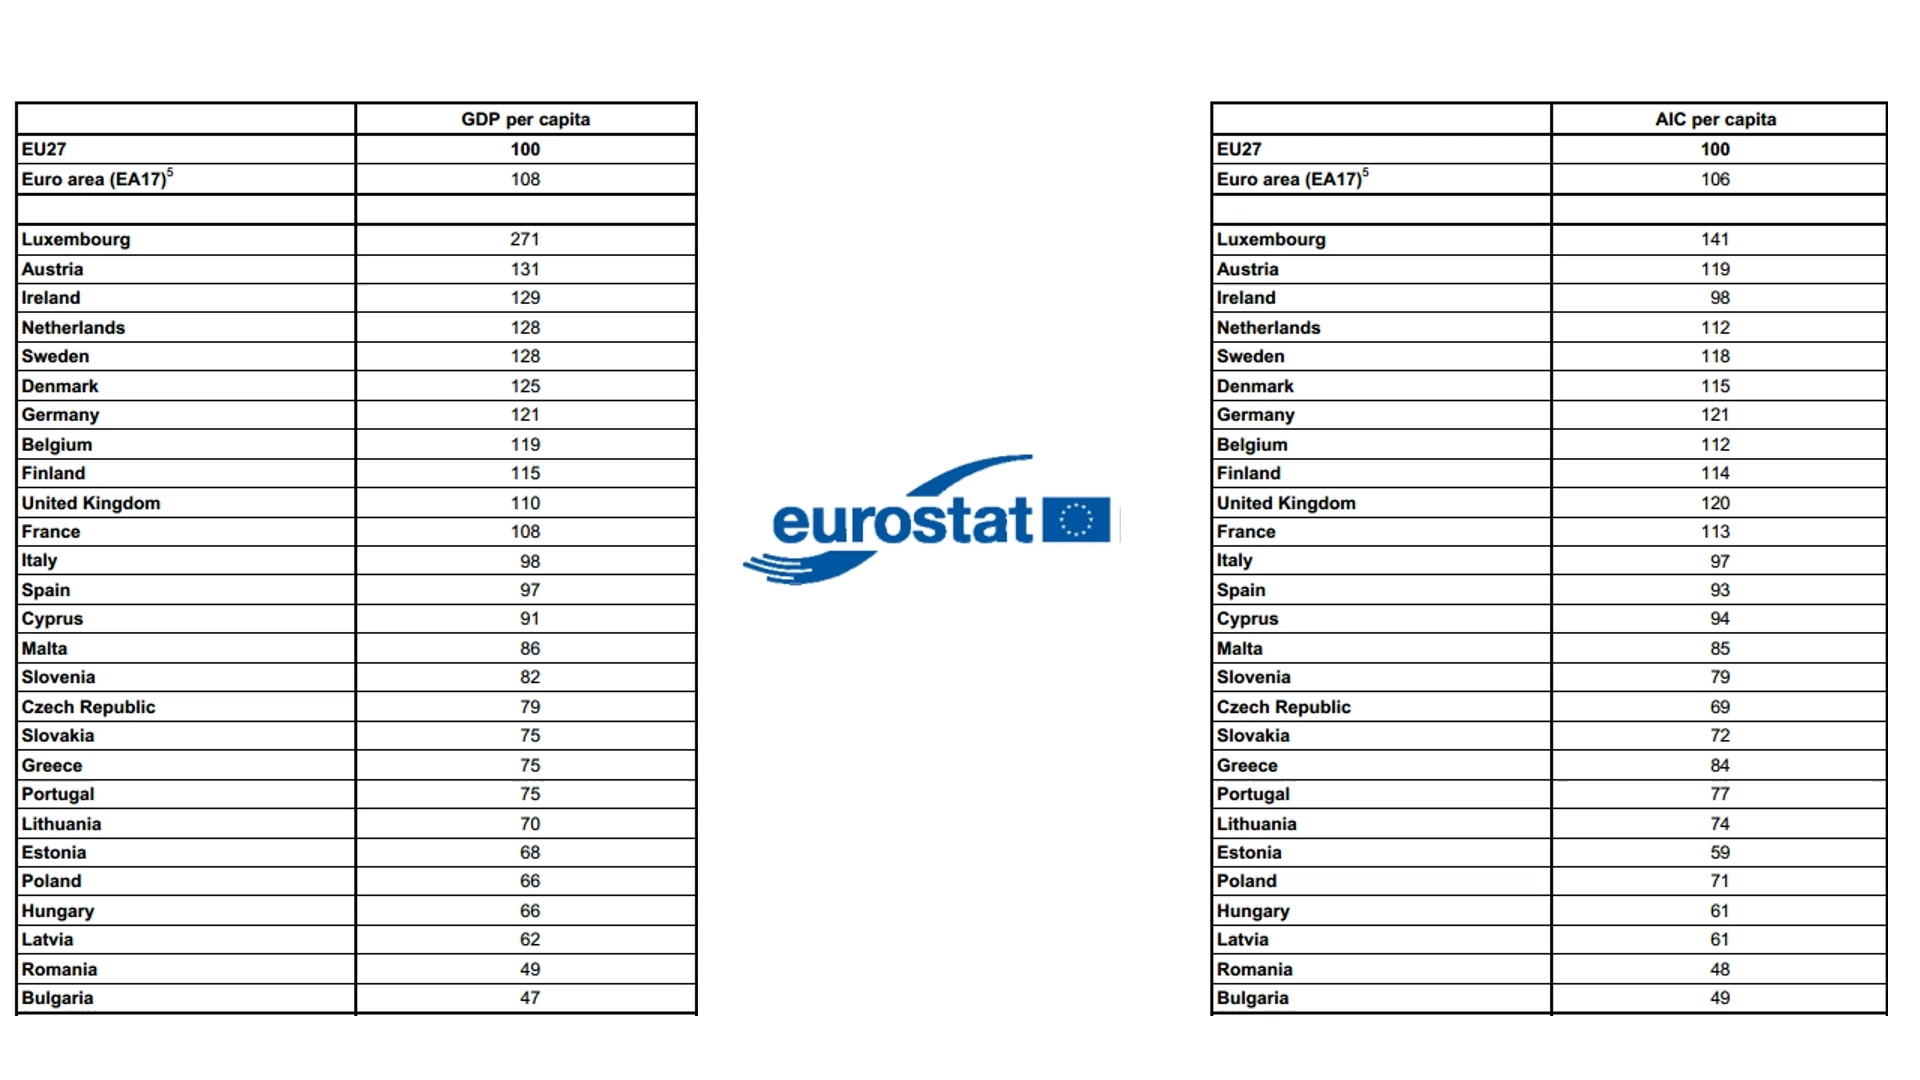 GDP per capita
EU27 100
Euro area (EA17)5 108
Luxembourg 271
Austria 131
Ireland 129
Netherlands 128
Sweden 128
Denmark 125
Germany 121
Belgium 119
Finland 115
United Kingdom 110
France 108
Italy 98
Spain 97
Cyprus 91
Malta 86
Slovenia 82
Czech Republic 79
Slovakia 75
Greece 75
Portugal 75
Lithuania 70
Estonia 68
Poland 66
Hungary 66
Latvia 62
Romania 49
Bulgaria 47
eurostat
AIC per capita
EU27 100
Euro area (EA17)5 106
Luxembourg 141
Austria 119
Ireland 98
Netherlands 112
Sweden 118
Denmark 115
Germany 121
Belgium 112
Finland 114
United Kingdom 120
France 113
Italy 97
Spain 93
Cyprus 94
Malta 85
Slovenia 79
Czech Republic 69
Slovakia 72
Greece 84
Portugal 77
Lithuania 74
Estonia 59
Poland 71
Hungary 61
Latvia 61
Romania 48
Bulgaria 49